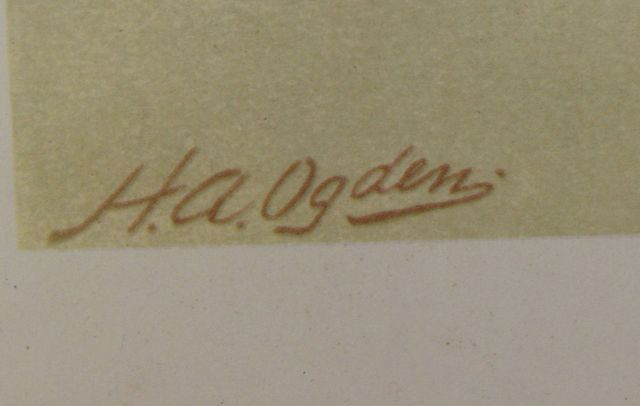 H. A. Ogden.